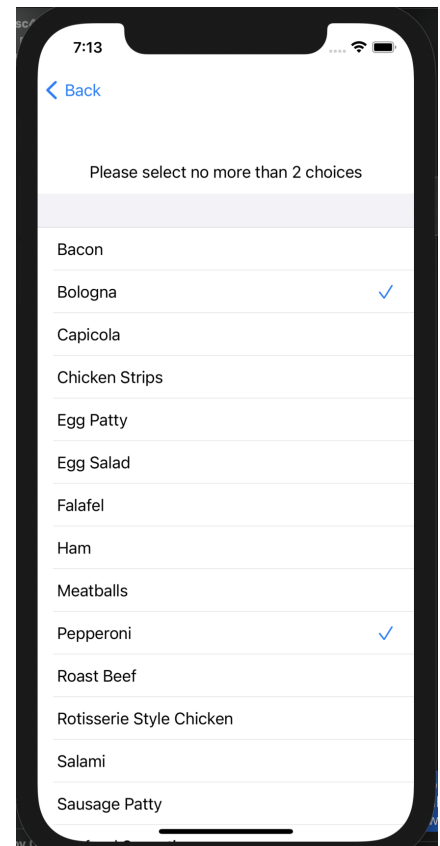 7:13
Back
Please select no more than 2 choices
Bacon
Bologna
Capicola
Chicken Strips
Egg Patty
Egg Salad
Falafel
Ham
Meatballs
Pepperoni
Roast Beef
Rotisserie Style Chicken
Salami
Sausage Patty